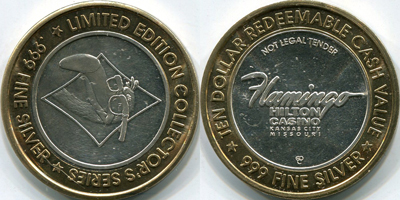 LIMITED EDITION COLLECTOR'S SERIES
.999 FINE SILVER
TEN DOLLAR REDEEMABLE CASH VALUE
NOT LEGAL TENDER
Flamingo
HILTON
CASINO
KANSAS CITY
MISSOURI
.999 FINE SILVER